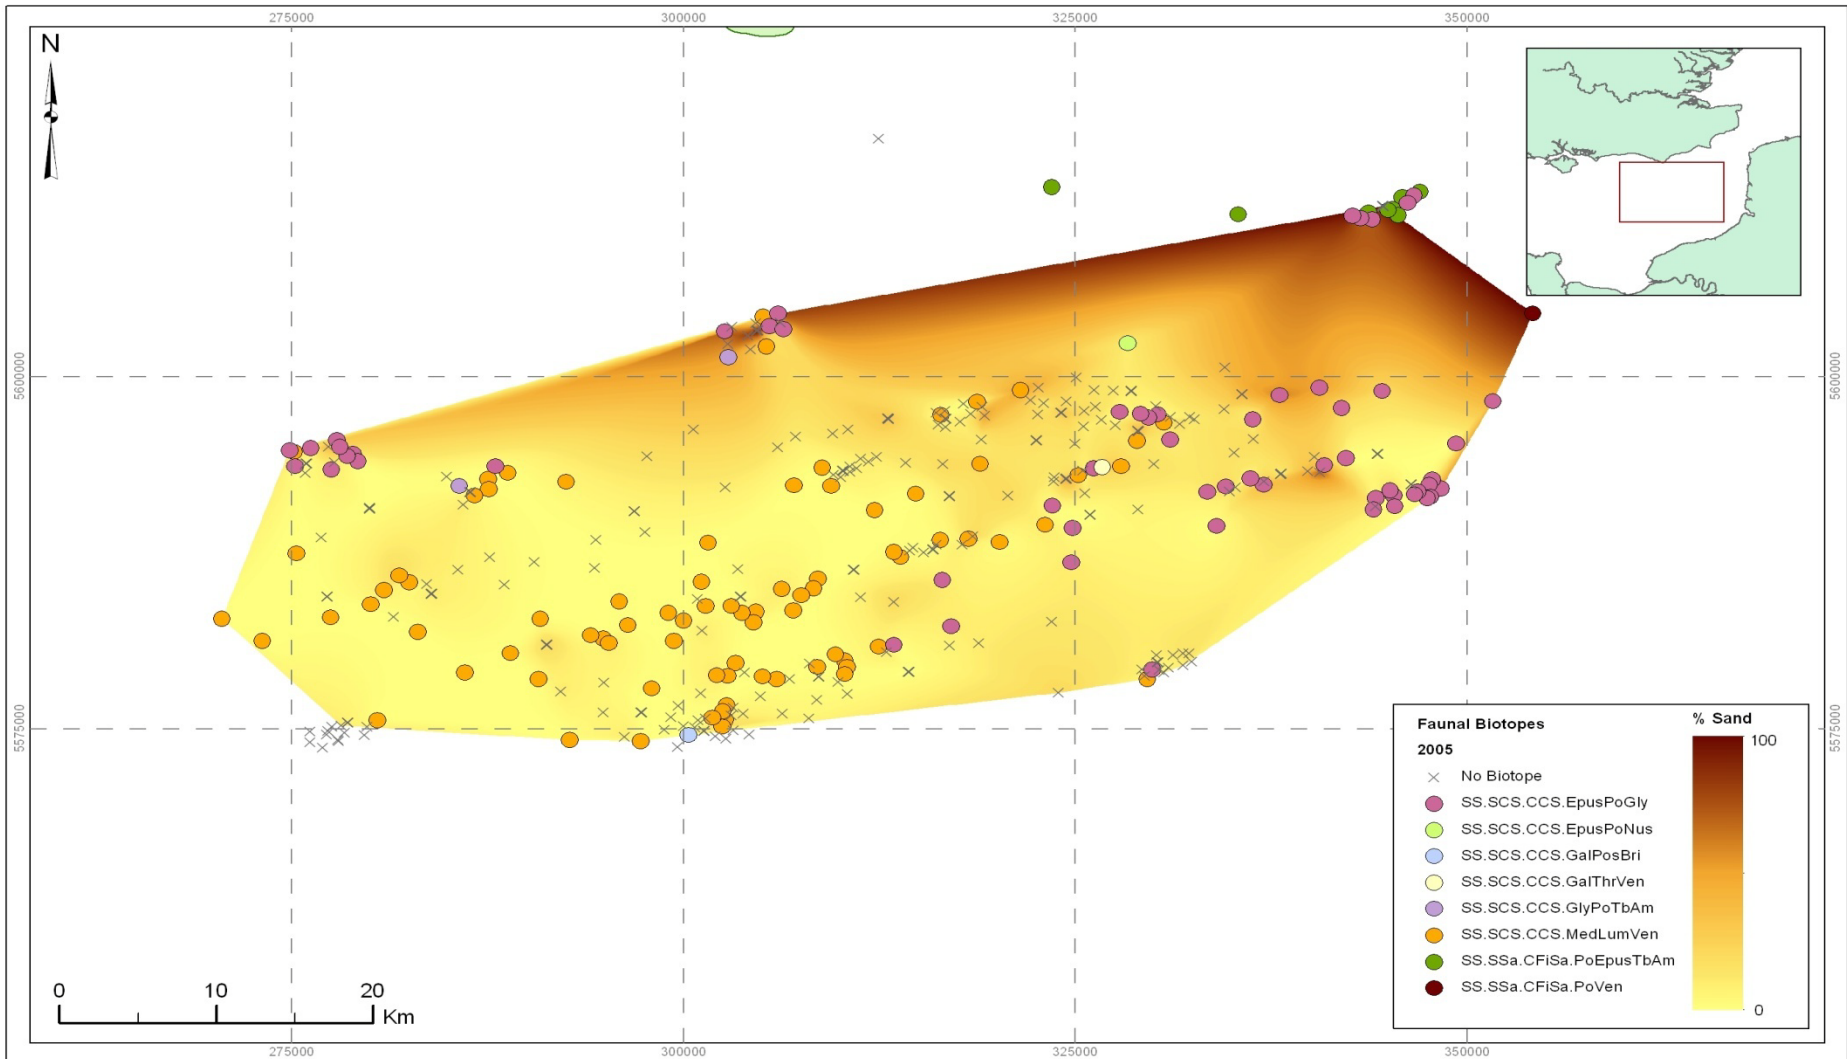 275000 300000 325000 350000
N
5600000 5600000
5575000 5575000
Faunal Biotopes % Sand
2005 100
No Biotope
SS.SCS.CCS.EpusPoGly
SS.SCS.CCS.EpusPoNus
SS.SCS.CCS.GalPosBri
SS.SCS.CCS.GalThrVen
SS.SCS.CCS.GlyPoTbAm
SS.SCS.CCS.MedLumVen
SS.SSa.CFiSa.PoEpusTbAm
SS.SSa.CFiSa.PoVen
0
0 10 20
Km
275000 300000 325000 350000